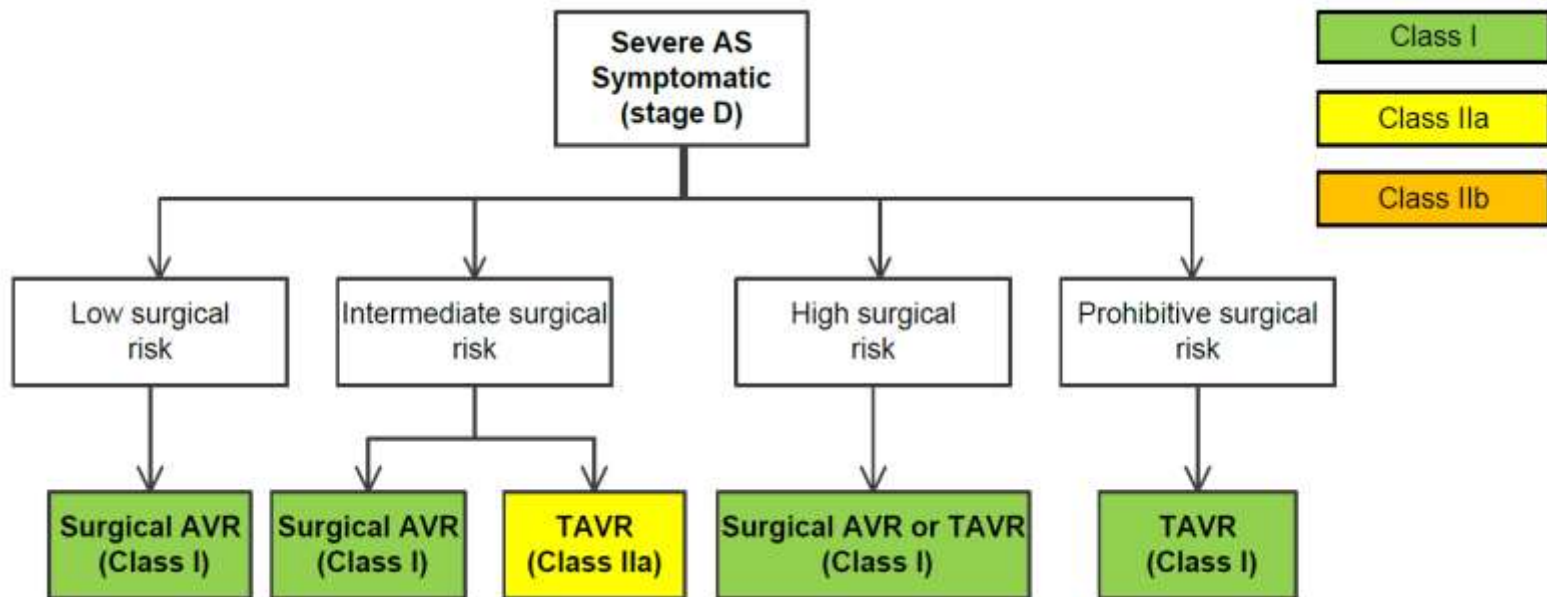 Severe AS
Symptomatic
(stage D)
Class I
Class IIa
Class IIb
Low surgical
risk
Intermediate surgical
risk
High surgical
risk
Prohibitive surgical
risk
Surgical AVR
(Class I)
Surgical AVR
(Class I)
TAVR
(Class IIa)
Surgical AVR or TAVR
(Class I)
TAVR
(Class I)